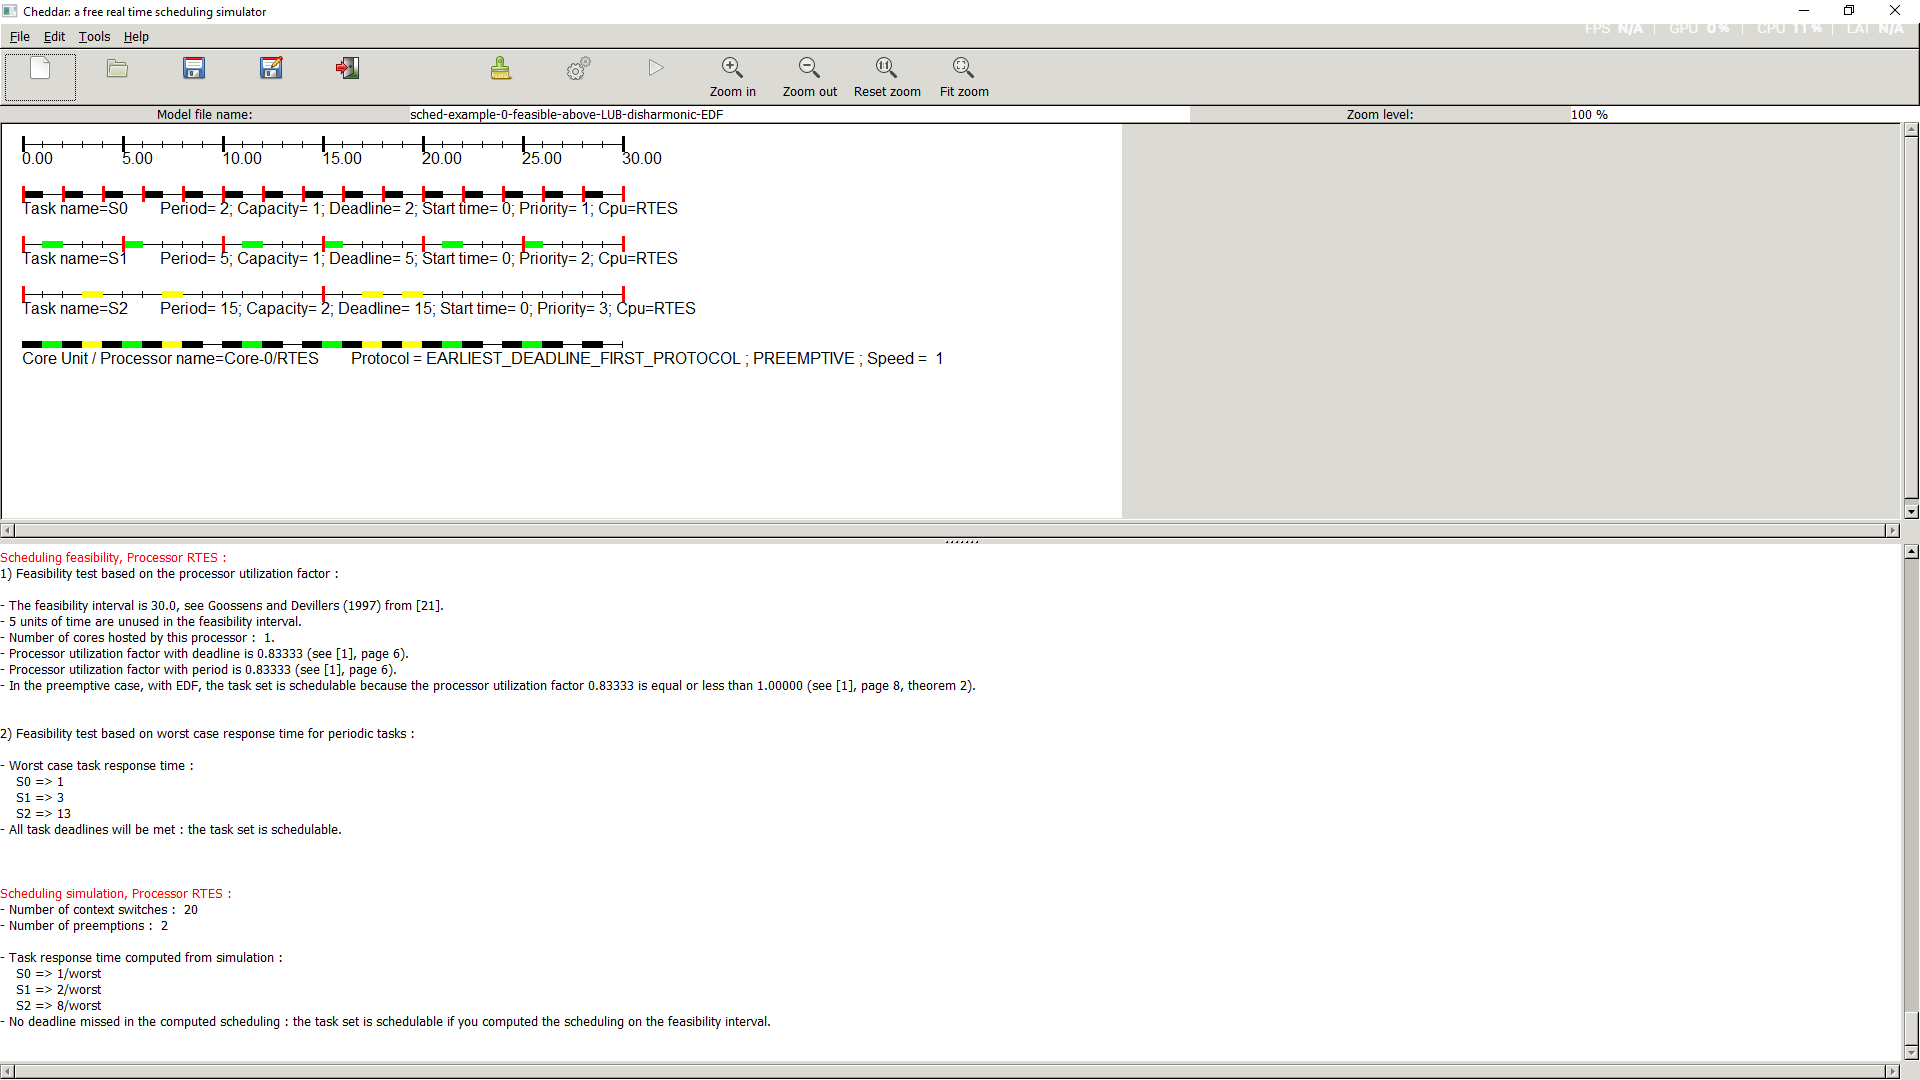 Cheddar: a free real time scheduling simulator
File Edit Tools Help
FPS N/A | GPU 0% | CPU 11% | LAT N/A
Zoom in Zoom out Reset zoom Fit zoom
Model file name: sched-example-0-feasible-above-LUB-disharmonic-EDF Zoom level: 100 %
0.00 5.00 10.00 15.00 20.00 25.00 30.00
Task name=S0 Period= 2; Capacity= 1; Deadline= 2; Start time= 0; Priority= 1; Cpu=RTES
Task name=S1 Period= 5; Capacity= 1; Deadline= 5; Start time= 0; Priority= 2; Cpu=RTES
Task name=S2 Period= 15; Capacity= 2; Deadline= 15; Start time= 0; Priority= 3; Cpu=RTES
Core Unit / Processor name=Core-0/RTES Protocol = EARLIEST_DEADLINE_FIRST_PROTOCOL ; PREEMPTIVE ; Speed = 1
Scheduling feasibility, Processor RTES :
1) Feasibility test based on the processor utilization factor :
- The feasibility interval is 30.0, see Goossens and Devillers (1997) from [21].
- 5 units of time are unused in the feasibility interval.
- Number of cores hosted by this processor : 1.
- Processor utilization factor with deadline is 0.83333 (see [1], page 6).
- Processor utilization factor with period is 0.83333 (see [1], page 6).
- In the preemptive case, with EDF, the task set is schedulable because the processor utilization factor 0.83333 is equal or less than 1.00000 (see [1], page 8, theorem 2).
2) Feasibility test based on worst case response time for periodic tasks :
- Worst case task response time :
S0 => 1
S1 => 3
S2 => 13
- All task deadlines will be met : the task set is schedulable.
Scheduling simulation, Processor RTES :
- Number of context switches : 20
- Number of preemptions : 2
- Task response time computed from simulation :
S0 => 1/worst
S1 => 2/worst
S2 => 8/worst
- No deadline missed in the computed scheduling : the task set is schedulable if you computed the scheduling on the feasibility interval.